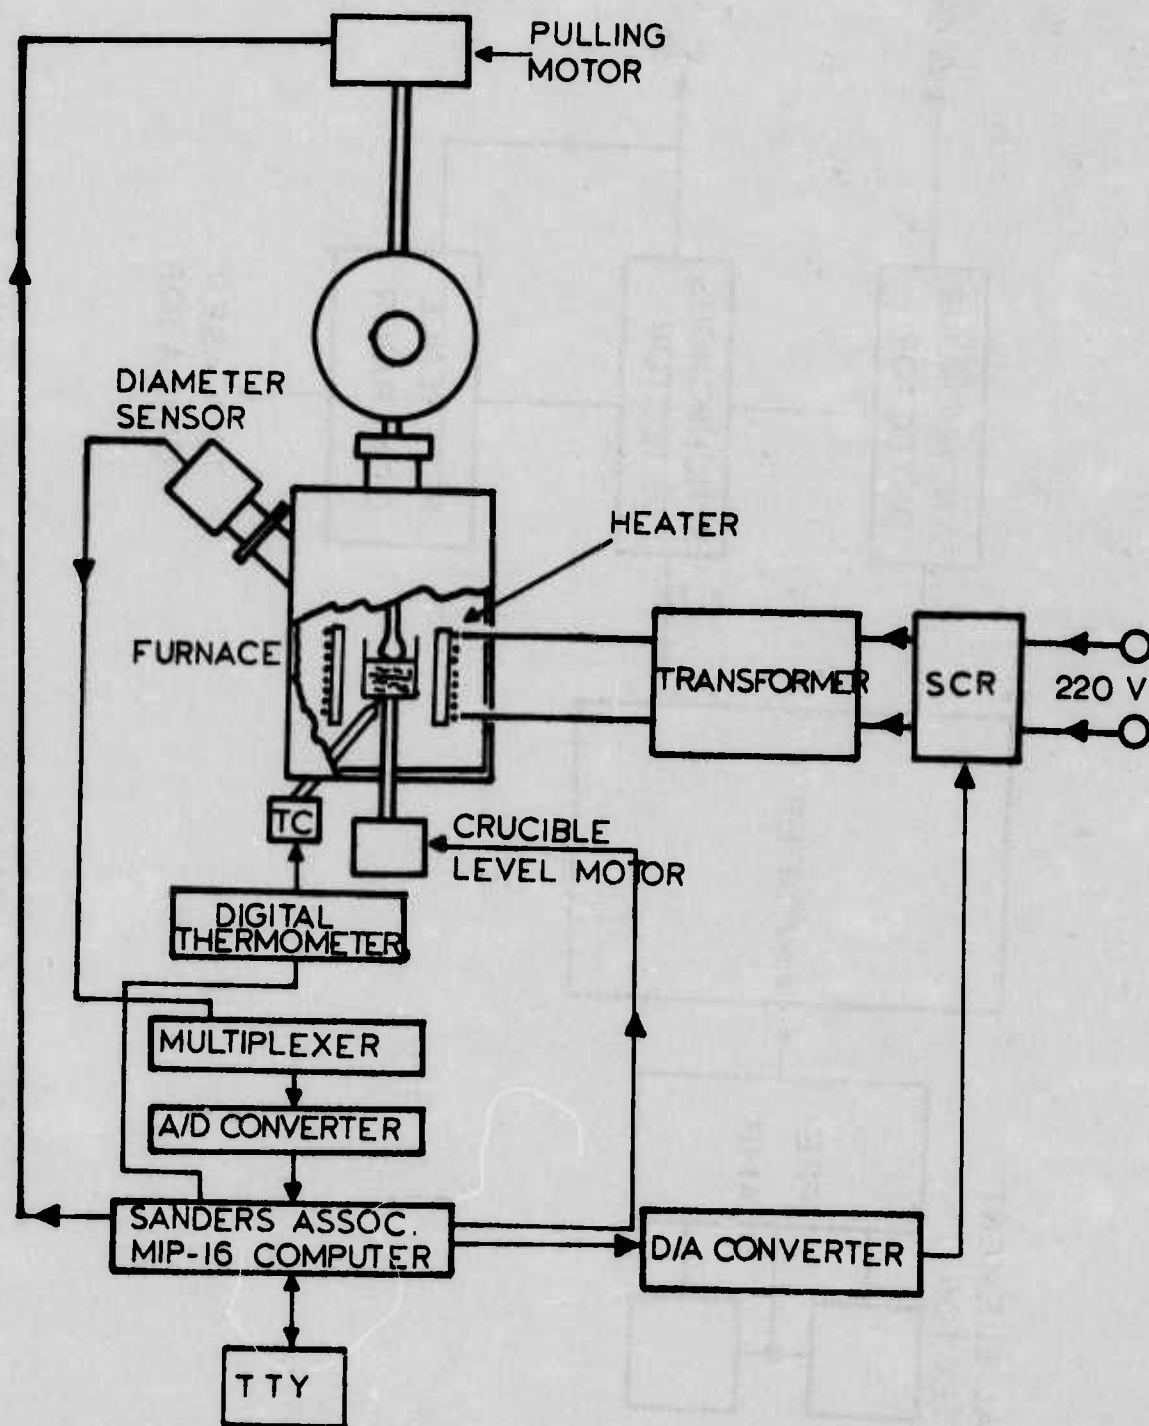 PULLING
MOTOR
DIAMETER
SENSOR
HEATER
FURNACE
TRANSFORMER
SCR
220 V
TC
CRUCIBLE
LEVEL MOTOR
DIGITAL
THERMOMETER
MULTIPLEXER
A/D CONVERTER
SANDERS ASSOC.
MIP-16 COMPUTER
D/A CONVERTER
TTY